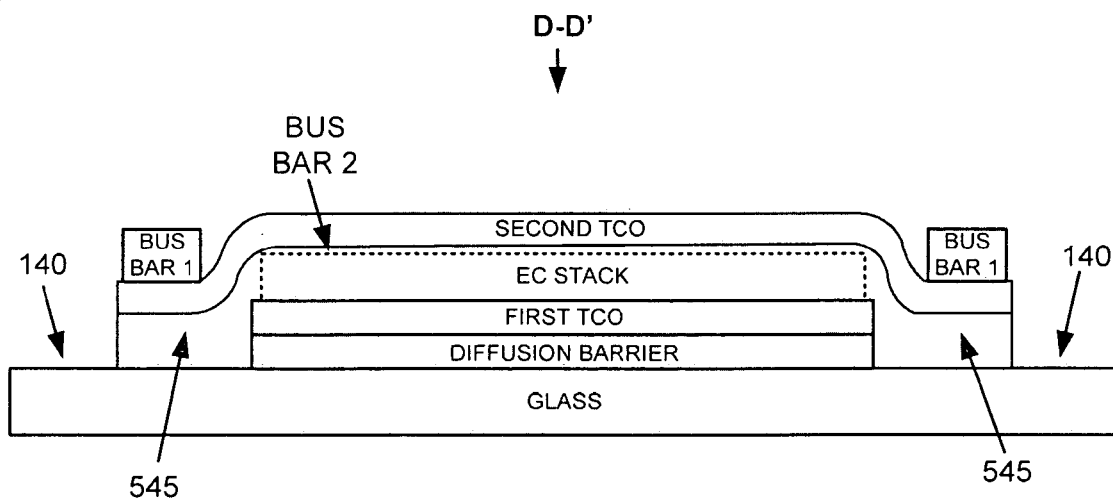 D-D'
BUS
BAR 2
SECOND TCO
BUS
BAR 1
BUS
BAR 1
140
140
EC STACK
FIRST TCO
DIFFUSION BARRIER
GLASS
545
545